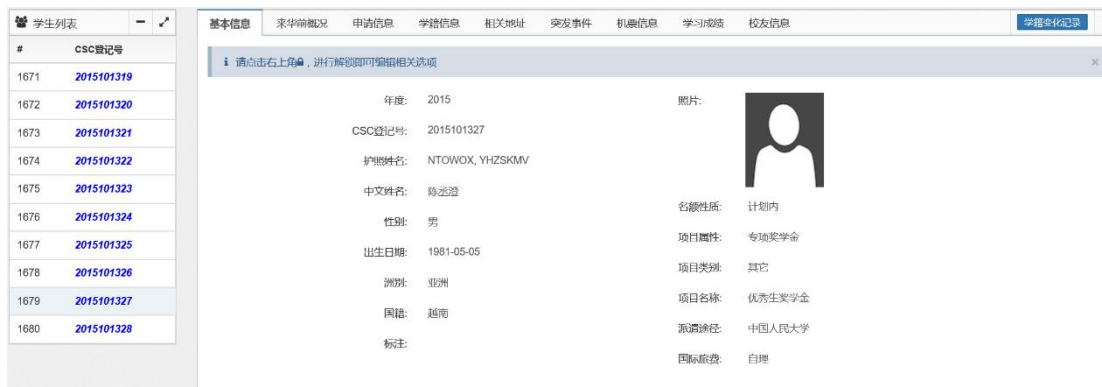 学生列表
# CSC登记号
1671 2015101319
1672 2015101320
1673 2015101321
1674 2015101322
1675 2015101323
1676 2015101324
1677 2015101325
1678 2015101326
1679 2015101327
1680 2015101328
基本信息 来华前概况 申请信息 学籍信息 相关地址 突发事件 机票信息 学习成绩 校友信息 学籍变化记录
请点击右上角，进行解锁即可编辑相关选项
年度: 2015
CSC登记号: 2015101327
护照姓名: NTOWOX, YHZSKMV
中文姓名: 陈丞澄
性别: 男
出生日期: 1981-05-05
洲别: 亚洲
国籍: 越南
标注:
照片:
名额性质: 计划内
项目属性: 专项奖学金
项目类别: 其它
项目名称: 优秀生奖学金
派遣途径: 中国人民大学
国际旅费: 自理